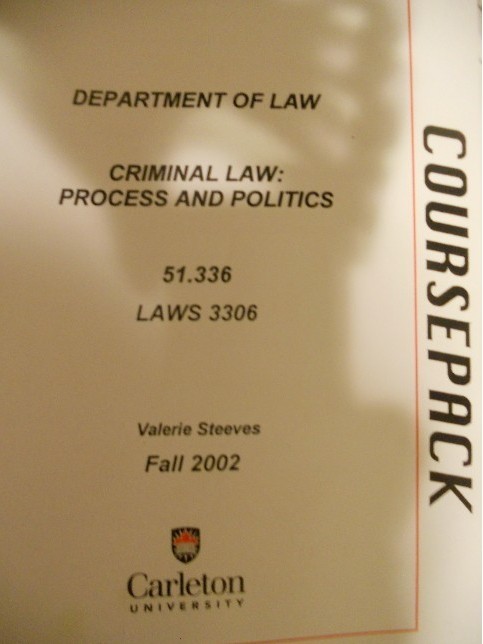 DEPARTMENT OF LAW
CRIMINAL LAW:
PROCESS AND POLITICS
51.336
LAWS 3306
Valerie Steeves
Fall 2002
Carleton
UNIVERSITY
COURSEPACK